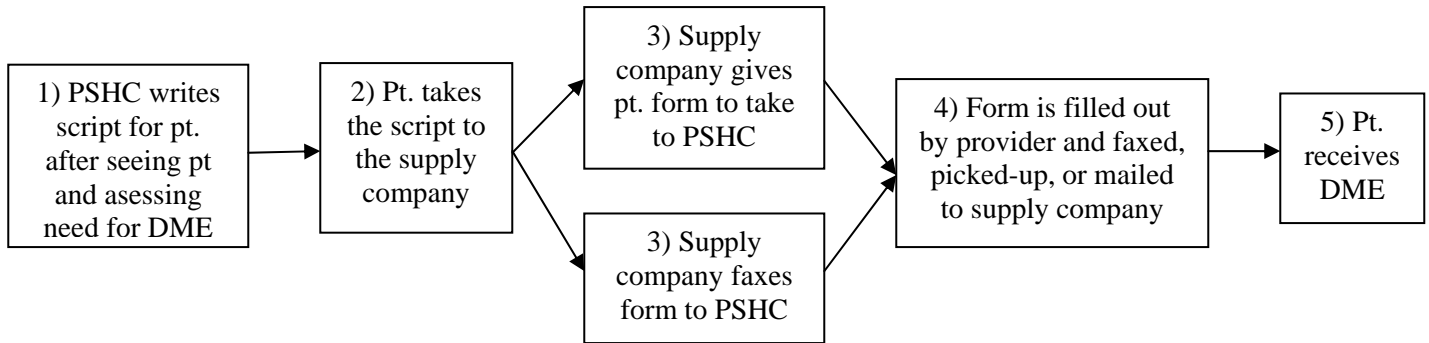 1) PSHC writes
script for pt.
after seeing pt
and asessing
need for DME
2) Pt. takes
the script to
the supply
company
3) Supply
company gives
pt. form to take
to PSHC
3) Supply
company faxes
form to PSHC
4) Form is filled out
by provider and faxed,
picked-up, or mailed
to supply company
5) Pt.
receives
DME